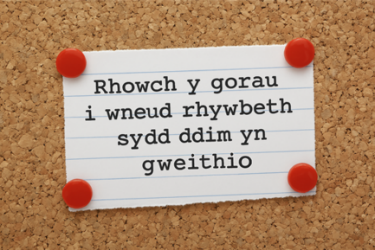 Rhowch y gorau
i wneud rhywbeth
sydd ddim yn
gweithio